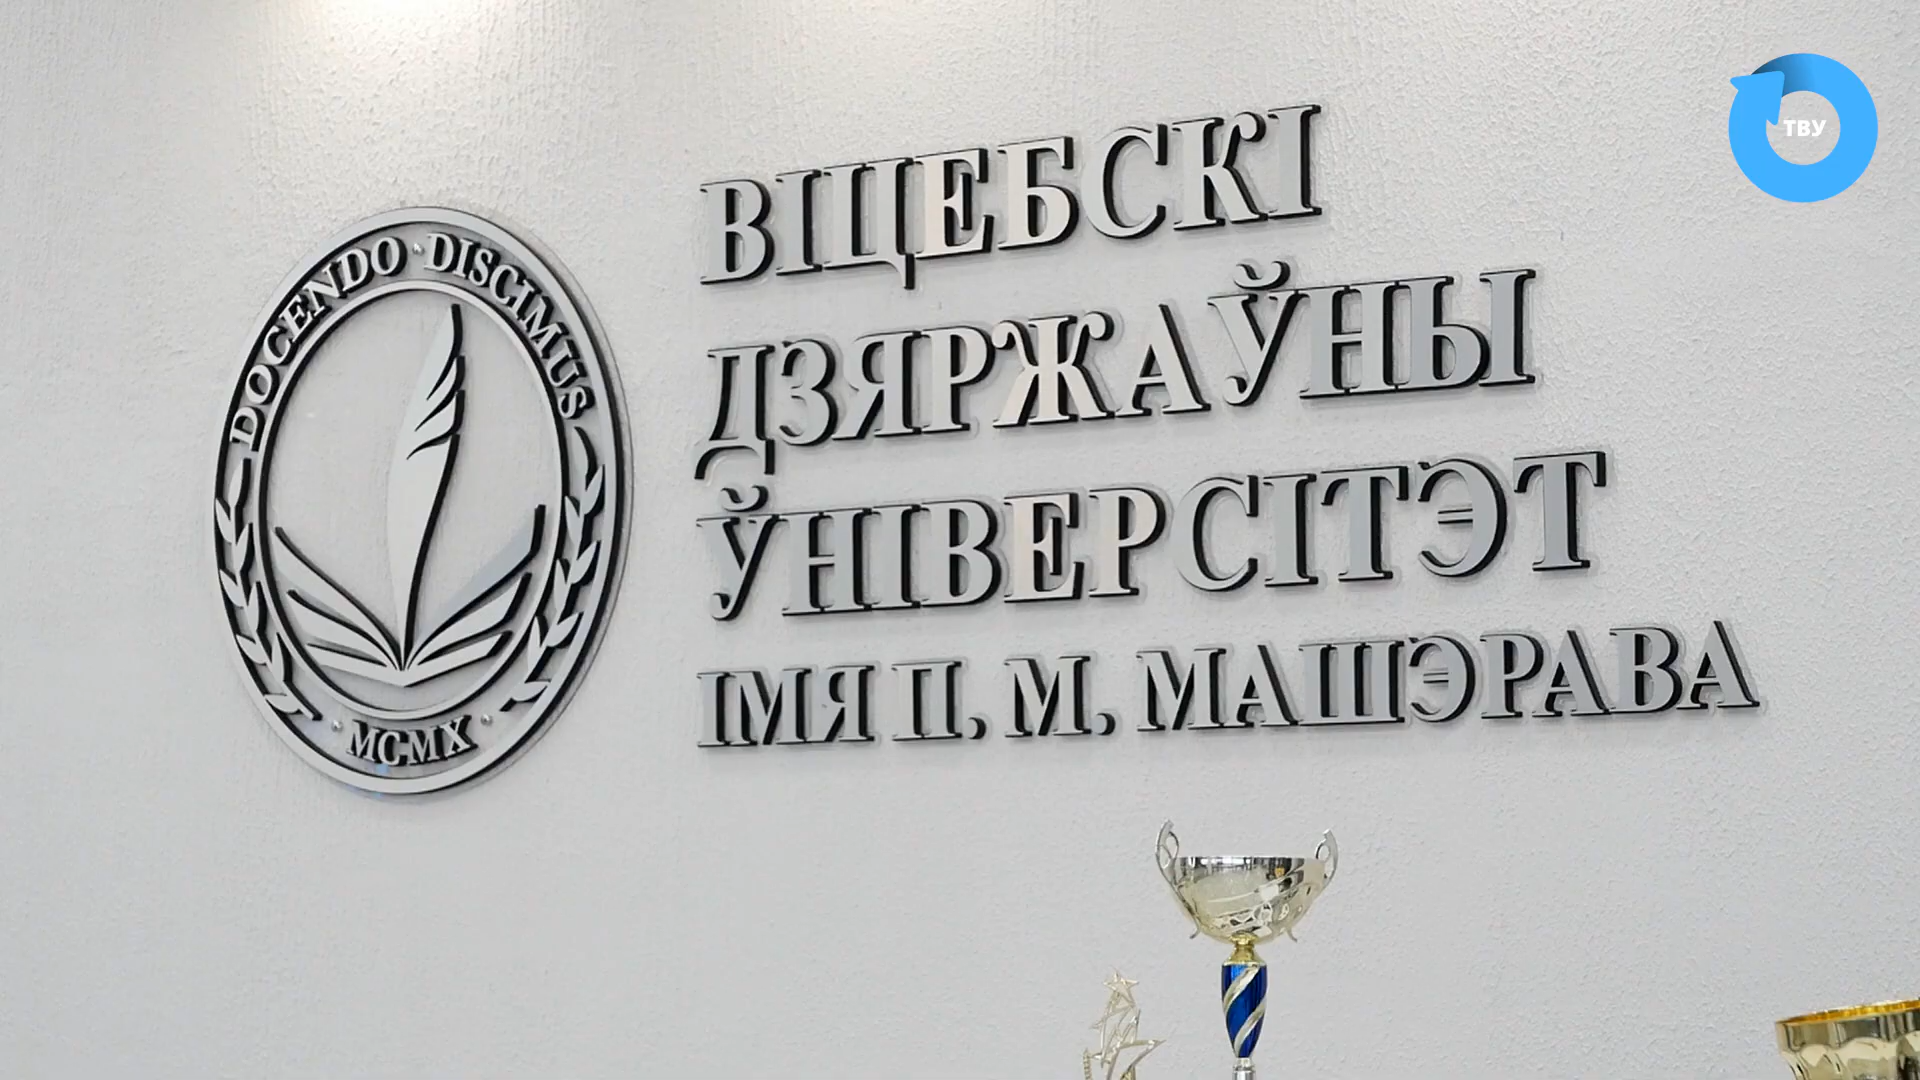 DOCENDO · DISCIMUS
· MCMX ·
ВІЦЕБСКІ
ДЗЯРЖАЎНЫ
ЎНІВЕРСІТЭТ
ІМЯ П. М. МАШЭРАВА
ТВУ